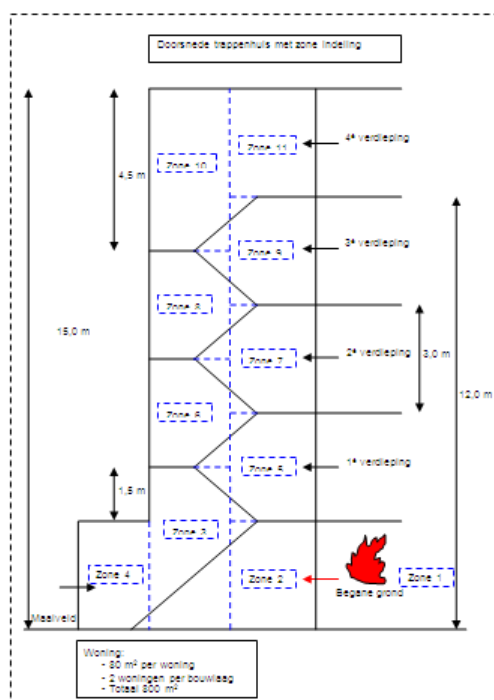 Doorsnede trappenhuis met zone indeling
4e verdieping
Zone 11
Zone 10
4,5 m
3e verdieping
Zone 9
Zone 8
15,0 m
2e verdieping
3,0 m
Zone 7
12,0 m
Zone 6
1e verdieping
Zone 5
1,5 m
Zone 3
Zone 4
Zone 2
Zone 1
Begane grond
Maaiveld
Woning:
- 80 m² per woning
- 2 woningen per bouwlaag
- Totaal 800 m²